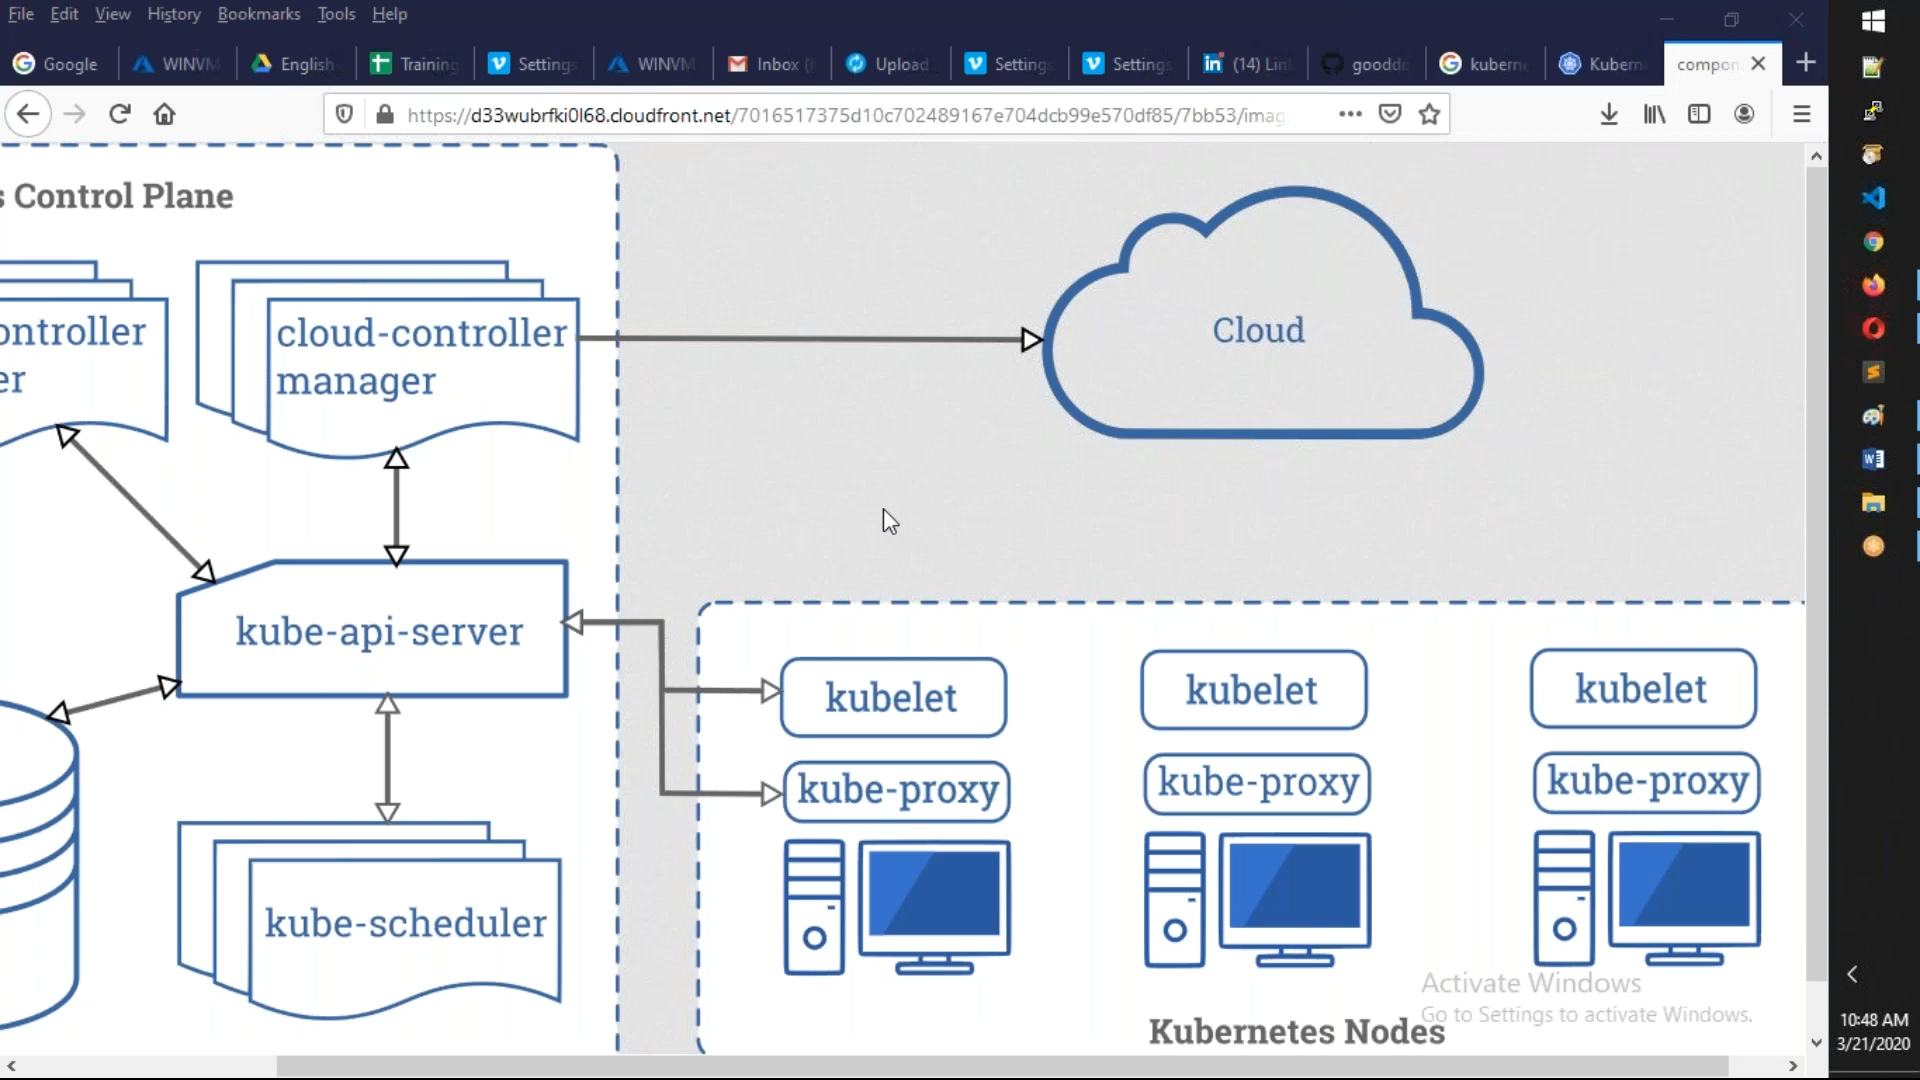 File Edit View History Bookmarks Tools Help
Google WINVM English Training Settings WINVM Inbox ( Upload Settings Settings (14) Lin goodd kuberne Kubern compon
https://d33wubrfki0l68.cloudfront.net/7016517375d10c702489167e704dcb99e570df85/7bb53/imag
s Control Plane
ontroller
er
cloud-controller
manager
Cloud
kube-api-server
kubelet kubelet kubelet
kube-proxy kube-proxy kube-proxy
kube-scheduler
Kubernetes Nodes
Activate Windows
Go to Settings to activate Windows.
10:48 AM
3/21/2020